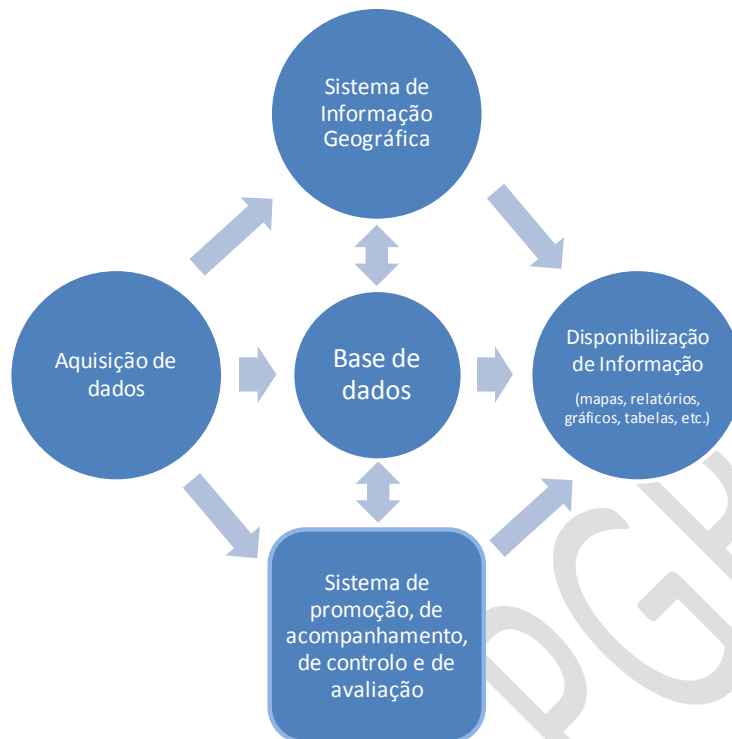 Sistema de
Informação
Geográfica
Aquisição de
dados
Base de
dados
Disponibilização
de Informação
(mapas, relatórios,
gráficos, tabelas, etc.)
Sistema de
promoção, de
acompanhamento,
de controlo e de
avaliação